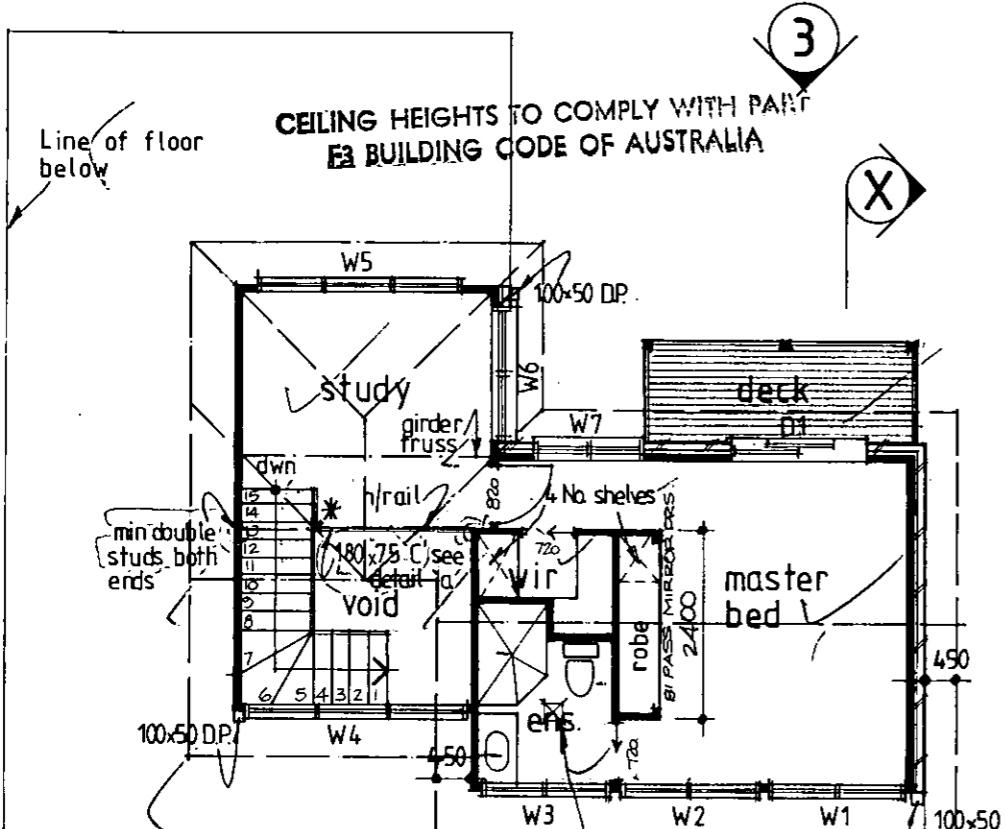 3
CEILING HEIGHTS TO COMPLY WITH PART
F3 BUILDING CODE OF AUSTRALIA
Line of floor
below
X
W5
100x50 D.P.
study
W6
deck
W7
D1
girder
truss
dwn
h/rail
820
4 No. shelves
15
14
13
12
11
10
9
8
7
6
5
4
3
2
1
min double
studs both
ends
180x75 'C' see
detail a
void
720
wir
master
bed
robe
BI PASS MIRROR DRS
2400
450
ens.
100x50 D.P.
W4
450
720
W3
W2
W1
100x50